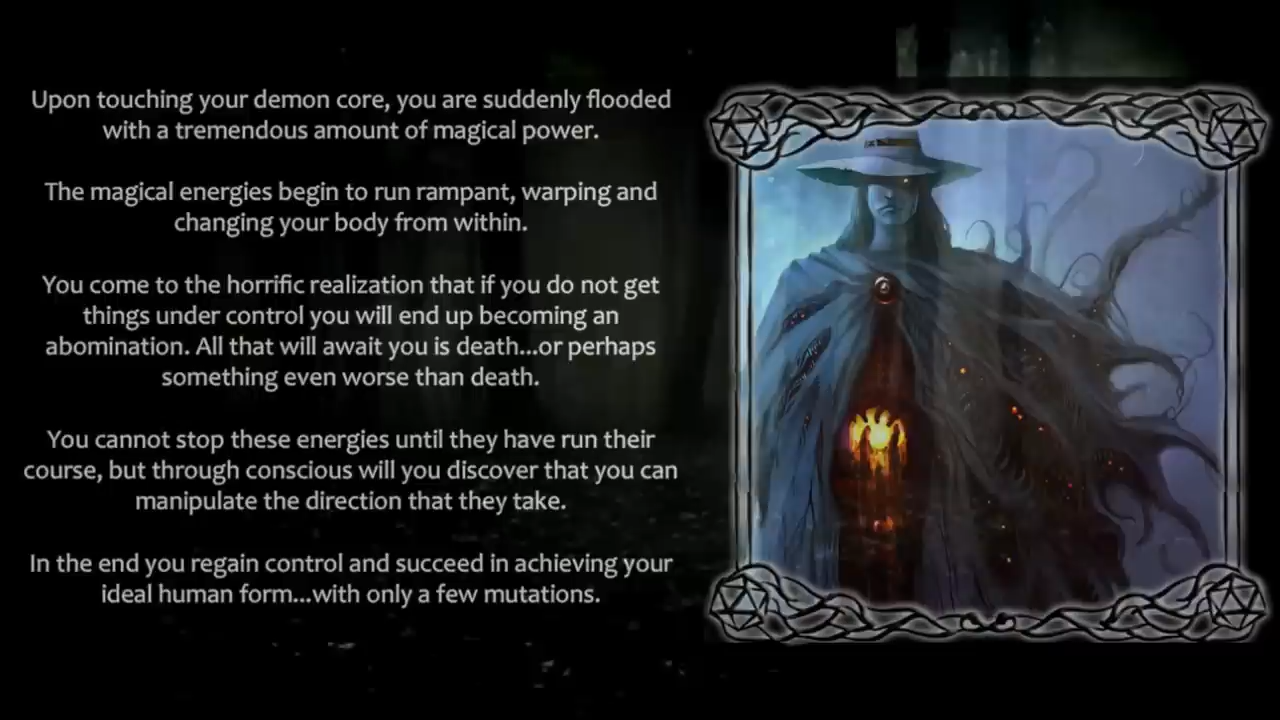 Upon touching your demon core, you are suddenly flooded
with a tremendous amount of magical power.
The magical energies begin to run rampant, warping and
changing your body from within.
You come to the horrific realization that if you do not get
things under control you will end up becoming an
abomination. All that will await you is death...or perhaps
something even worse than death.
You cannot stop these energies until they have run their
course, but through conscious will you discover that you can
manipulate the direction that they take.
In the end you regain control and succeed in achieving your
ideal human form...with only a few mutations.